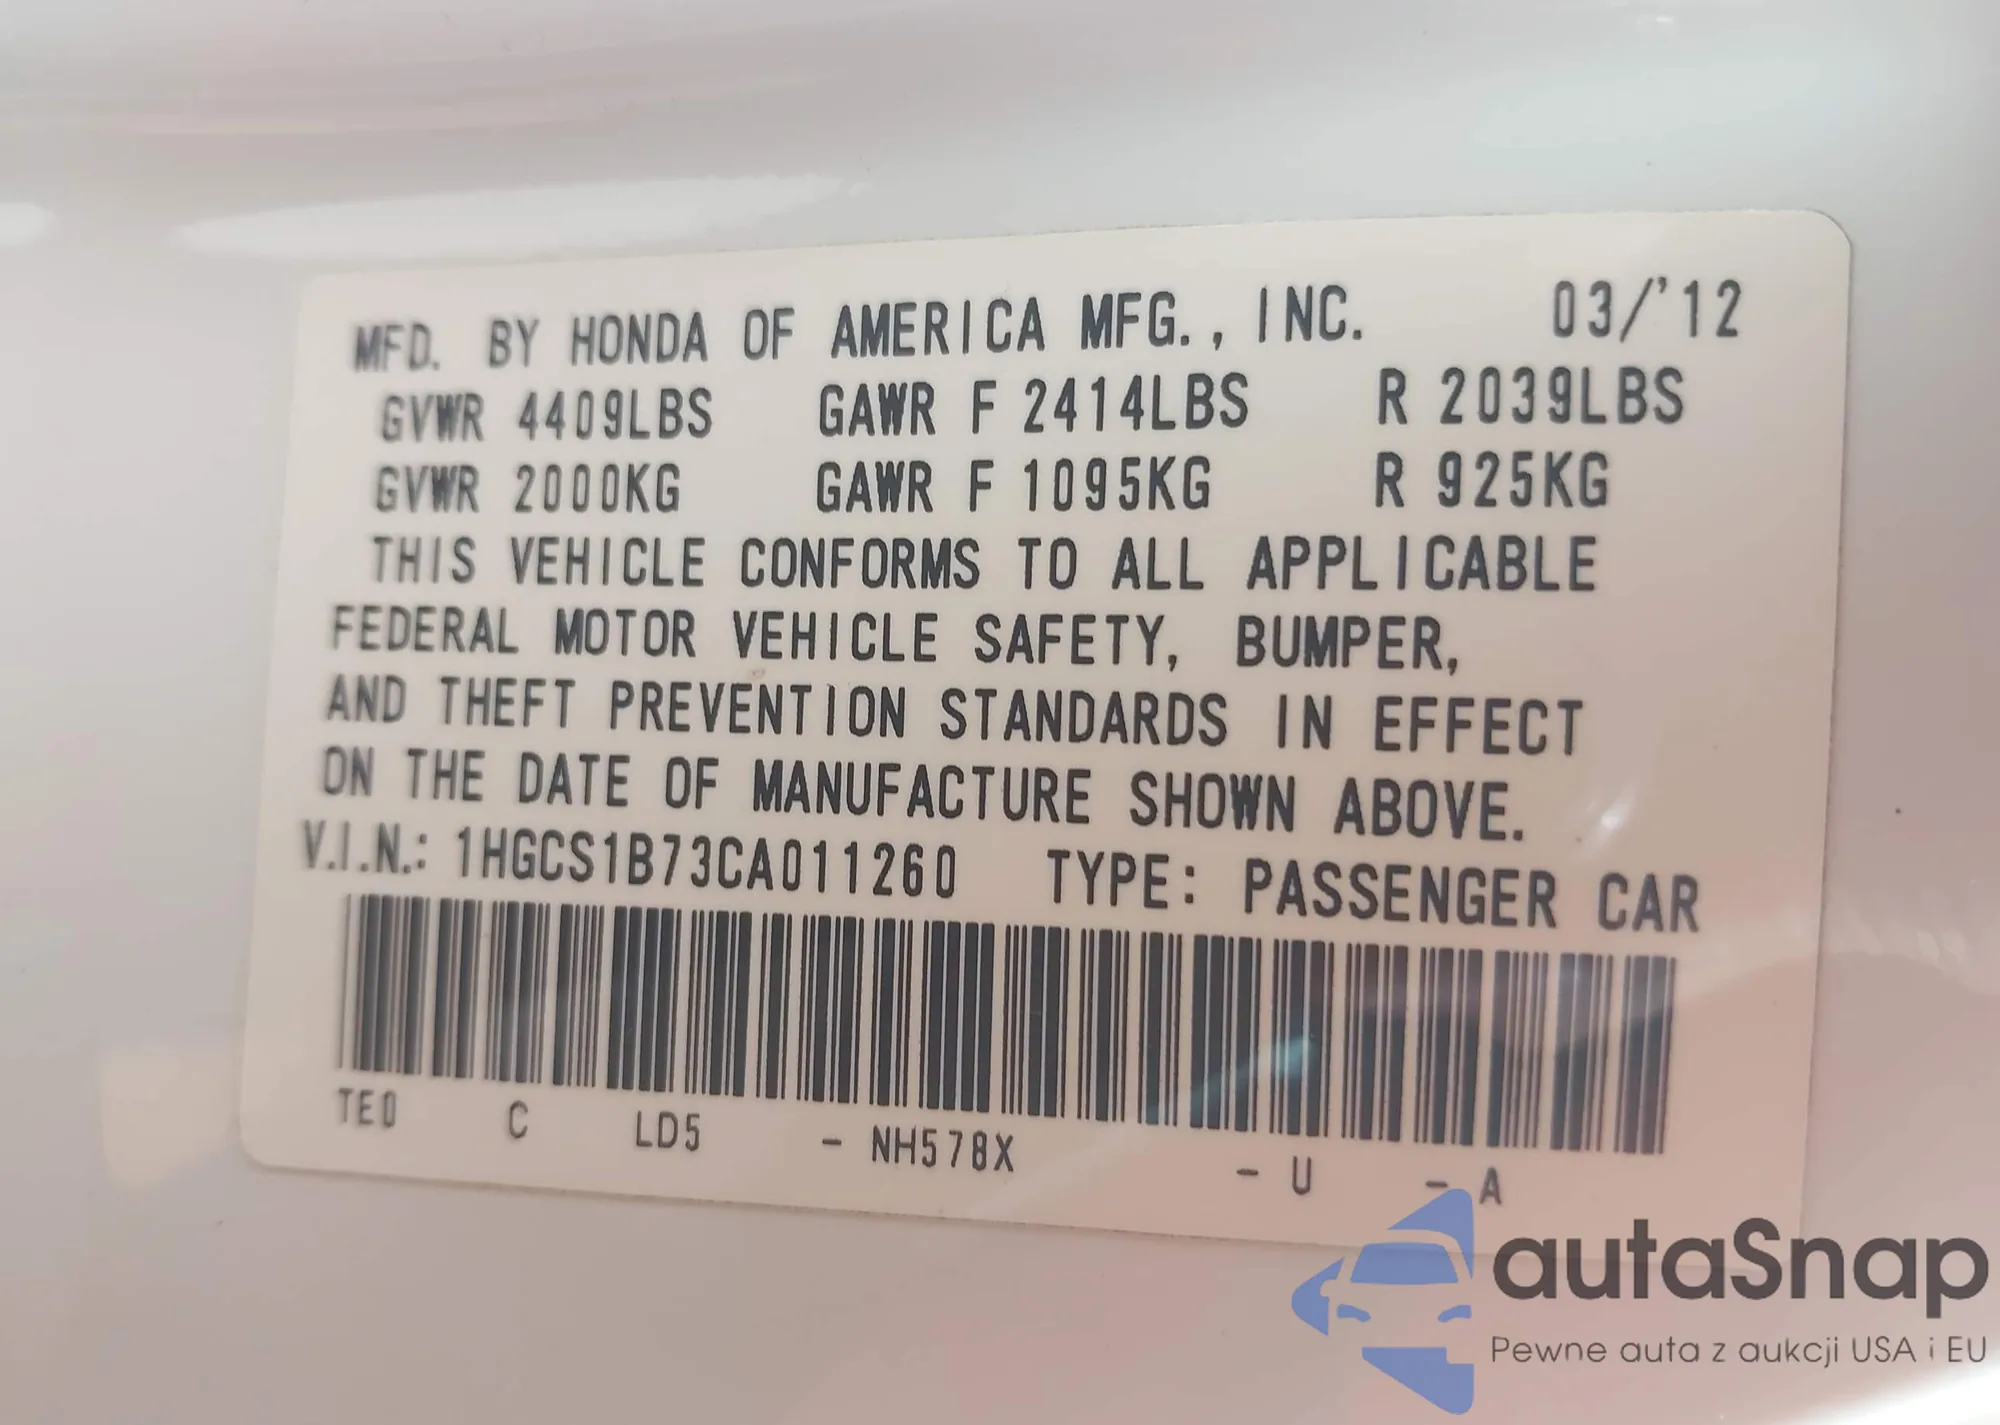 MFD. BY HONDA OF AMERICA MFG., INC. 03/'12
GVWR 4409LBS GAWR F 2414LBS R 2039LBS
GVWR 2000KG GAWR F 1095KG R 925KG
THIS VEHICLE CONFORMS TO ALL APPLICABLE
FEDERAL MOTOR VEHICLE SAFETY, BUMPER,
AND THEFT PREVENTION STANDARDS IN EFFECT
ON THE DATE OF MANUFACTURE SHOWN ABOVE.
V.I.N.: 1HGCS1B73CA011260 TYPE: PASSENGER CAR
TE0 C LD5 - NH578X - U - A
autaSnap
Pewne auta z aukcji USA i EU